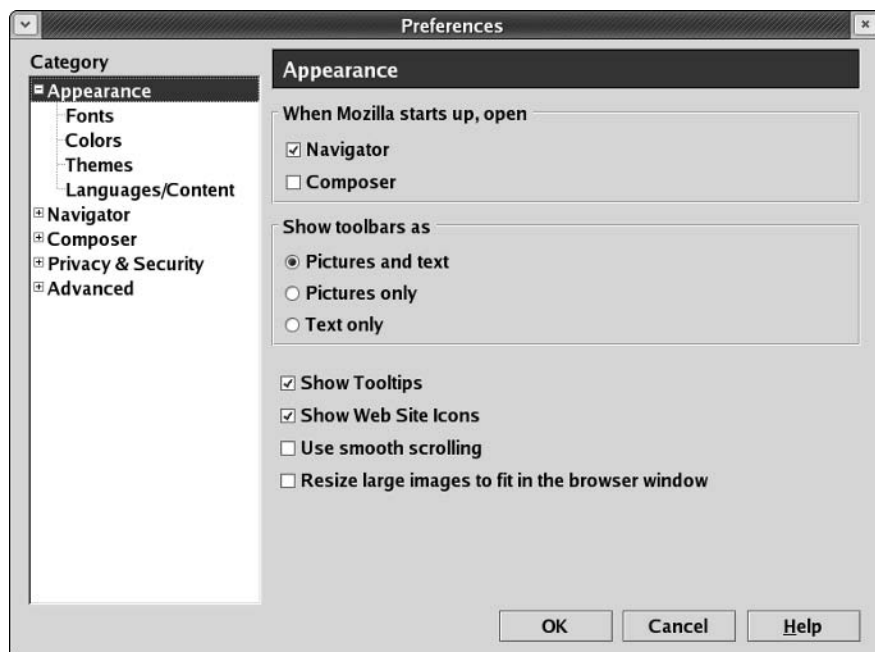 Preferences
Category
Appearance
Fonts
Colors
Themes
Languages/Content
Navigator
Composer
Privacy & Security
Advanced
Appearance
When Mozilla starts up, open
Navigator
Composer
Show toolbars as
Pictures and text
Pictures only
Text only
Show Tooltips
Show Web Site Icons
Use smooth scrolling
Resize large images to fit in the browser window
OK
Cancel
Help